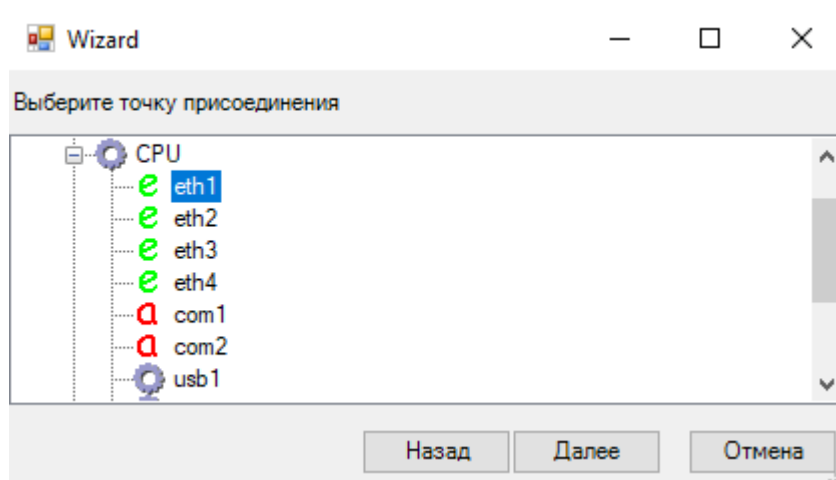 Wizard
Выберите точку присоединения
CPU
eth1
eth2
eth3
eth4
com1
com2
usb1
Назад Далее Отмена